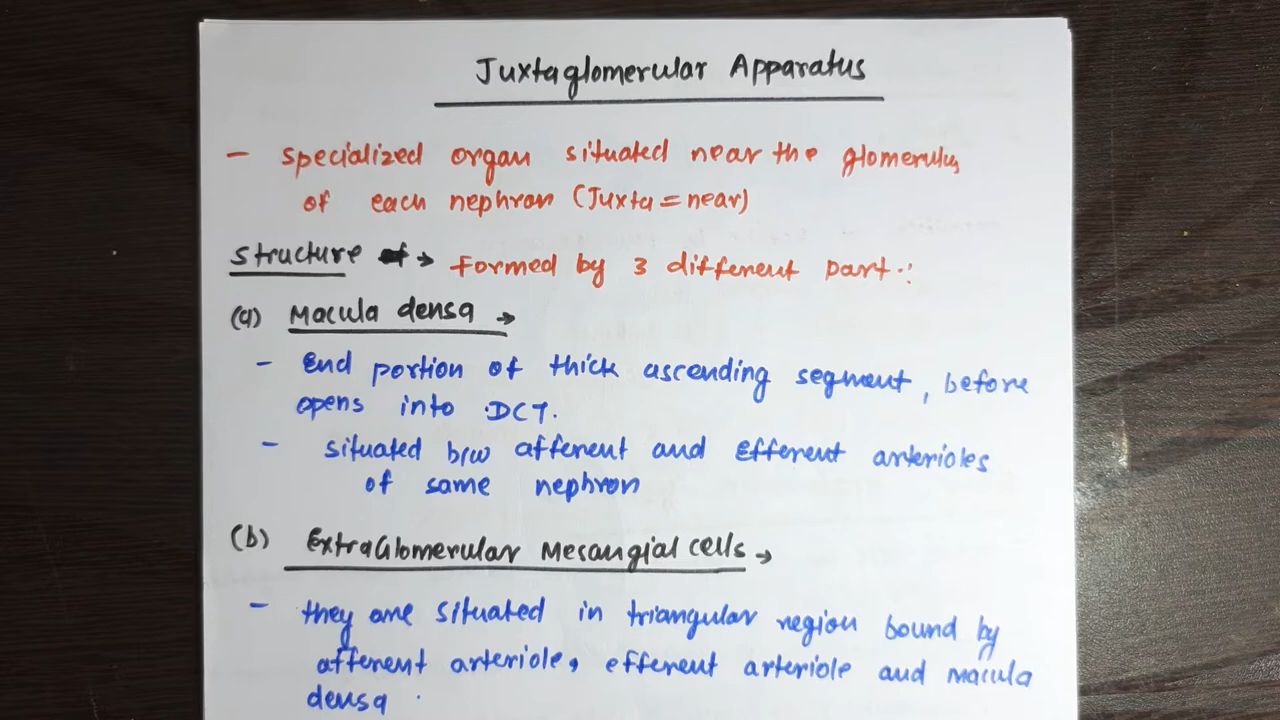 Juxtaglomerular Apparatus
- specialized organ situated near the glomerulus
of each nephron (Juxta = near)
Structure → Formed by 3 different part :
(a) Macula densa →
- End portion of thick ascending segment, before
opens into DCT.
- situated b/w afferent and Efferent arterioles
of same nephron
(b) ExtraGlomerular Mesangial cells →
- they are situated in triangular region bound by
afferent arteriole, efferent arteriole and macula
densa